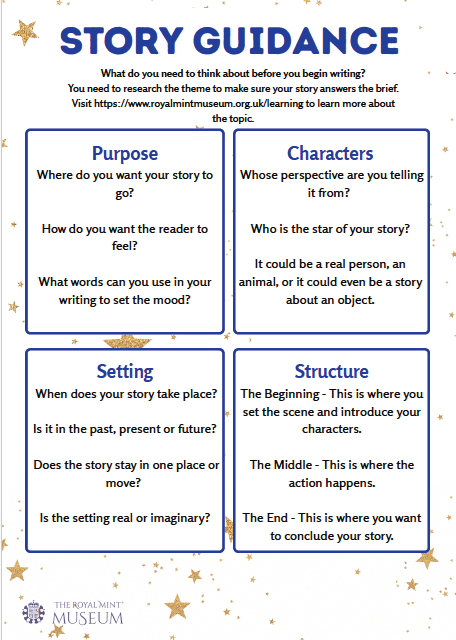 STORY GUIDANCE
What do you need to think about before you begin writing?
You need to research the theme to make sure your story answers the brief.
Visit https://www.royalmintmuseum.org.uk/learning to learn more about
the topic.
Purpose
Where do you want your story to
go?
How do you want the reader to
feel?
What words can you use in your
writing to set the mood?
Characters
Whose perspective are you telling
it from?
Who is the star of your story?
It could be a real person, an
animal, or it could even be a story
about an object.
Setting
When does your story take place?
Is it in the past, present or future?
Does the story stay in one place or
move?
Is the setting real or imaginary?
Structure
The Beginning - This is where you
set the scene and introduce your
characters.
The Middle - This is where the
action happens.
The End - This is where you want
to conclude your story.
THE ROYAL MINT®
MUSEUM